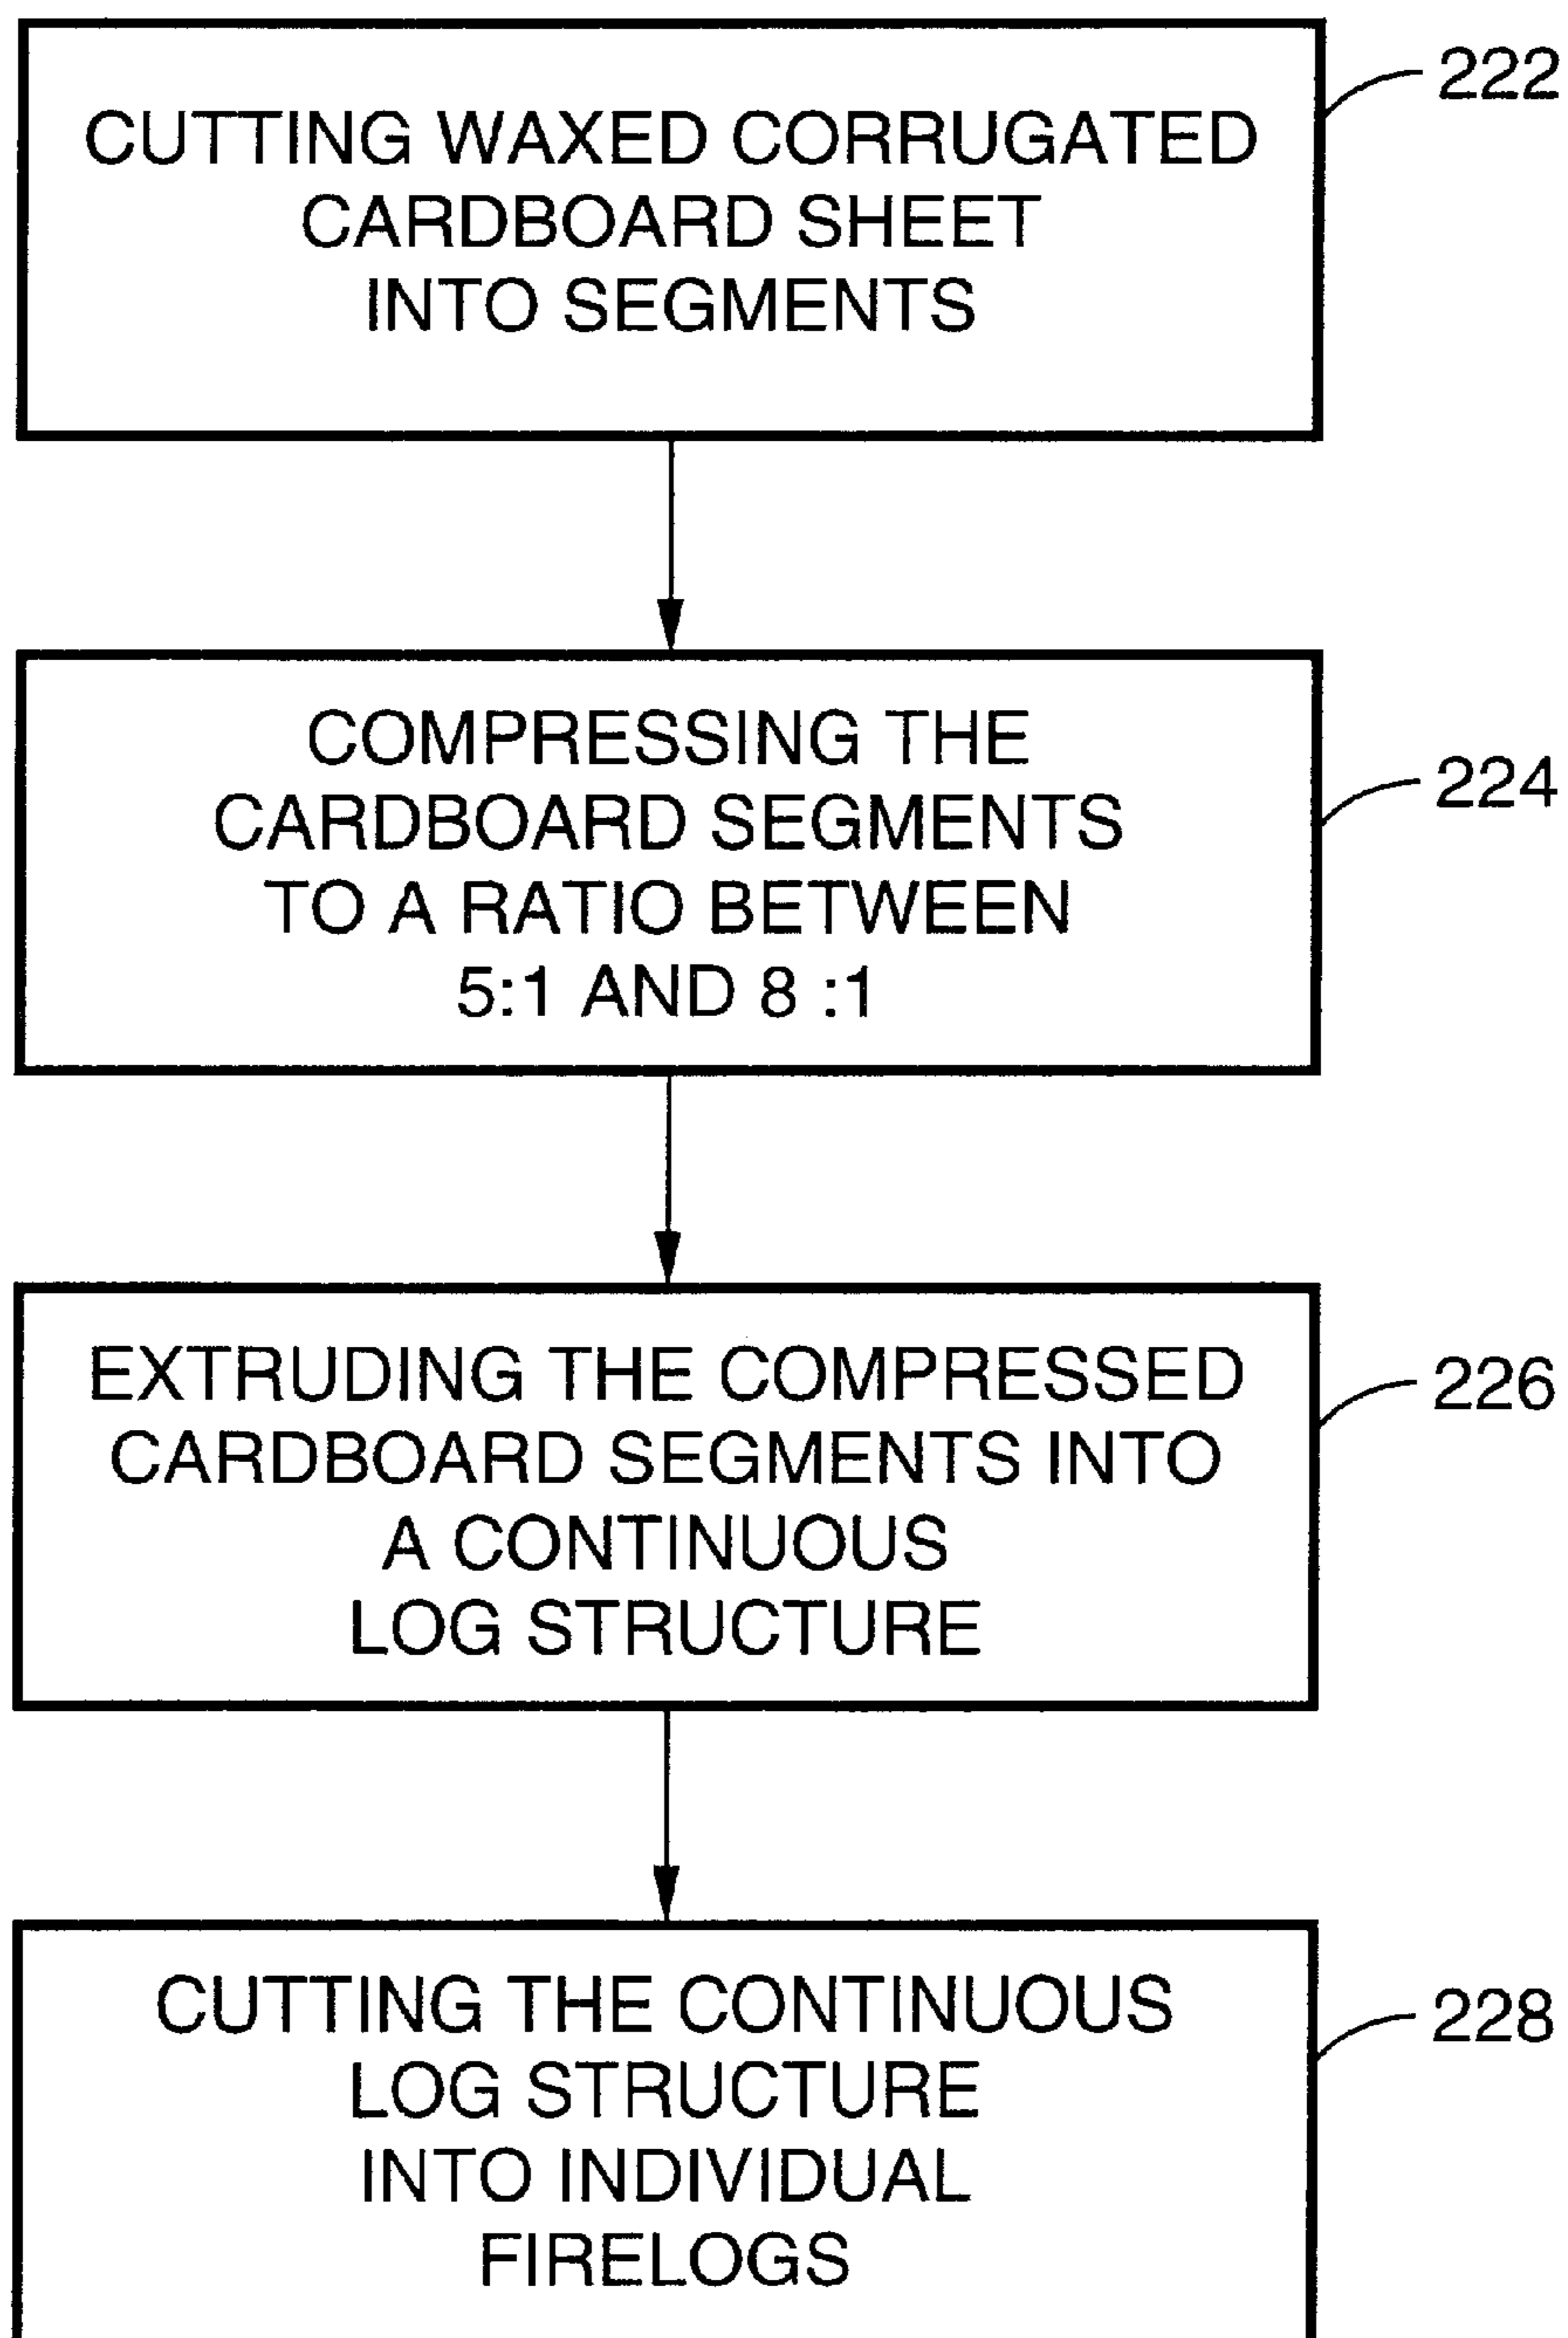 222
CUTTING WAXED CORRUGATED
CARDBOARD SHEET
INTO SEGMENTS
224
COMPRESSING THE
CARDBOARD SEGMENTS
TO A RATIO BETWEEN
5:1 AND 8 :1
226
EXTRUDING THE COMPRESSED
CARDBOARD SEGMENTS INTO
A CONTINUOUS
LOG STRUCTURE
228
CUTTING THE CONTINUOUS
LOG STRUCTURE
INTO INDIVIDUAL
FIRELOGS